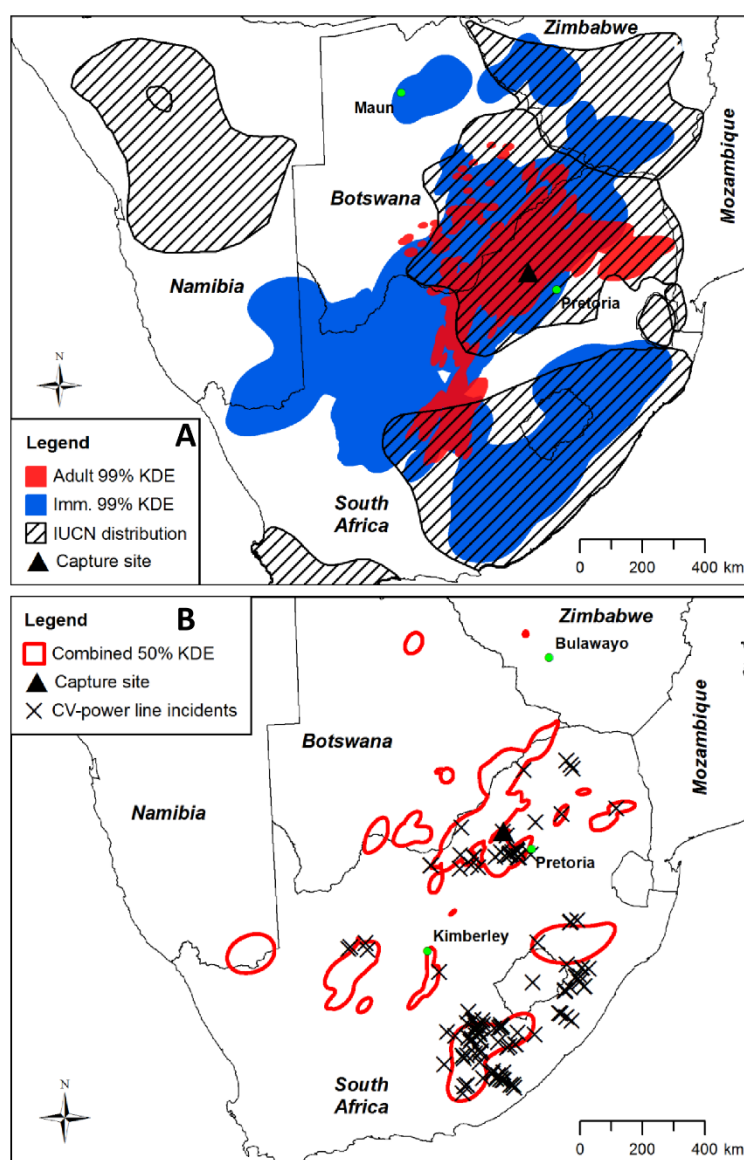 Zimbabwe
Maun
Mozambique
Botswana
Namibia
Pretoria
N
Legend
A
Adult 99% KDE
Imm. 99% KDE
IUCN distribution
Capture site
South
Africa
0 200 400
km
Legend
B
Combined 50% KDE
Capture site
CV-power line incidents
Zimbabwe
Bulawayo
Mozambique
Botswana
Namibia
Pretoria
Kimberley
N
South
Africa
0 200 400
km